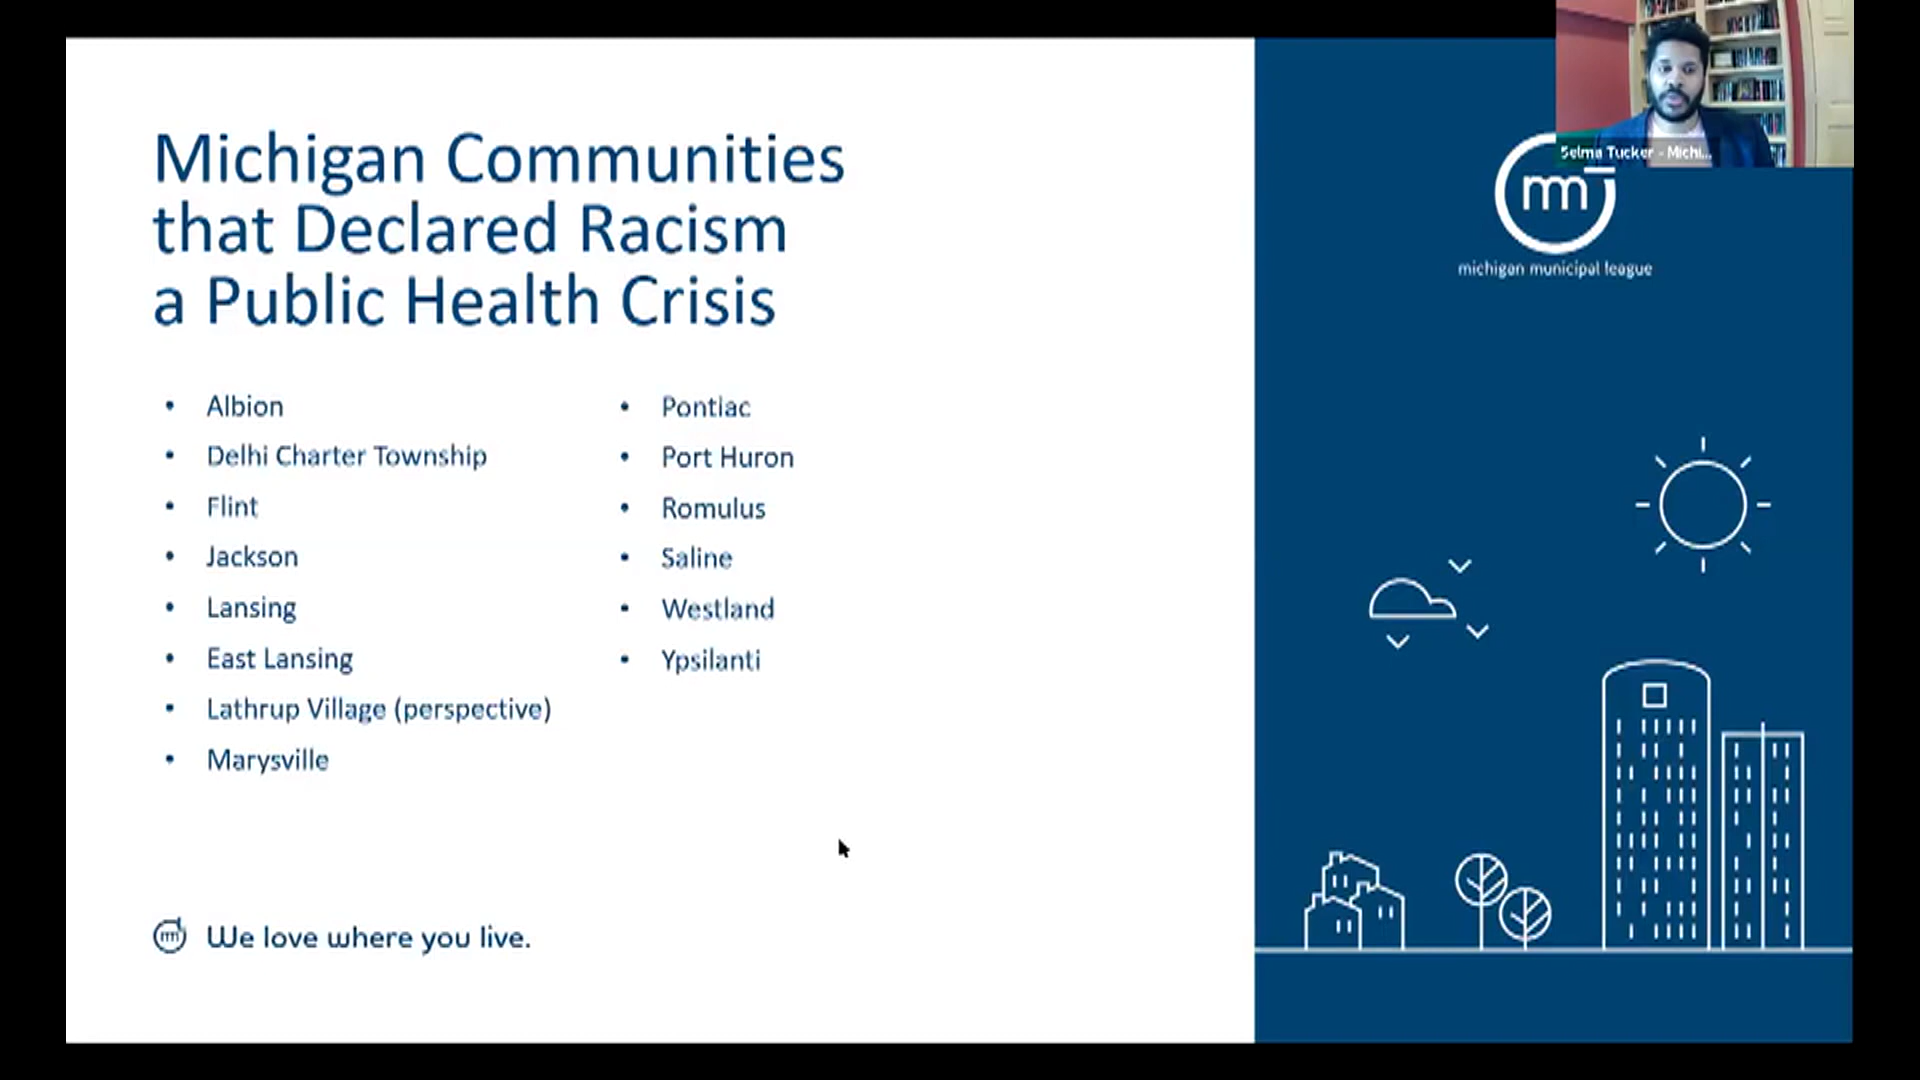 Michigan Communities
that Declared Racism
a Public Health Crisis
• Albion
• Delhi Charter Township
• Flint
• Jackson
• Lansing
• East Lansing
• Lathrup Village (perspective)
• Marysville
• Pontiac
• Port Huron
• Romulus
• Saline
• Westland
• Ypsilanti
We love where you live.
Selma Tucker - Michi...
michigan municipal league